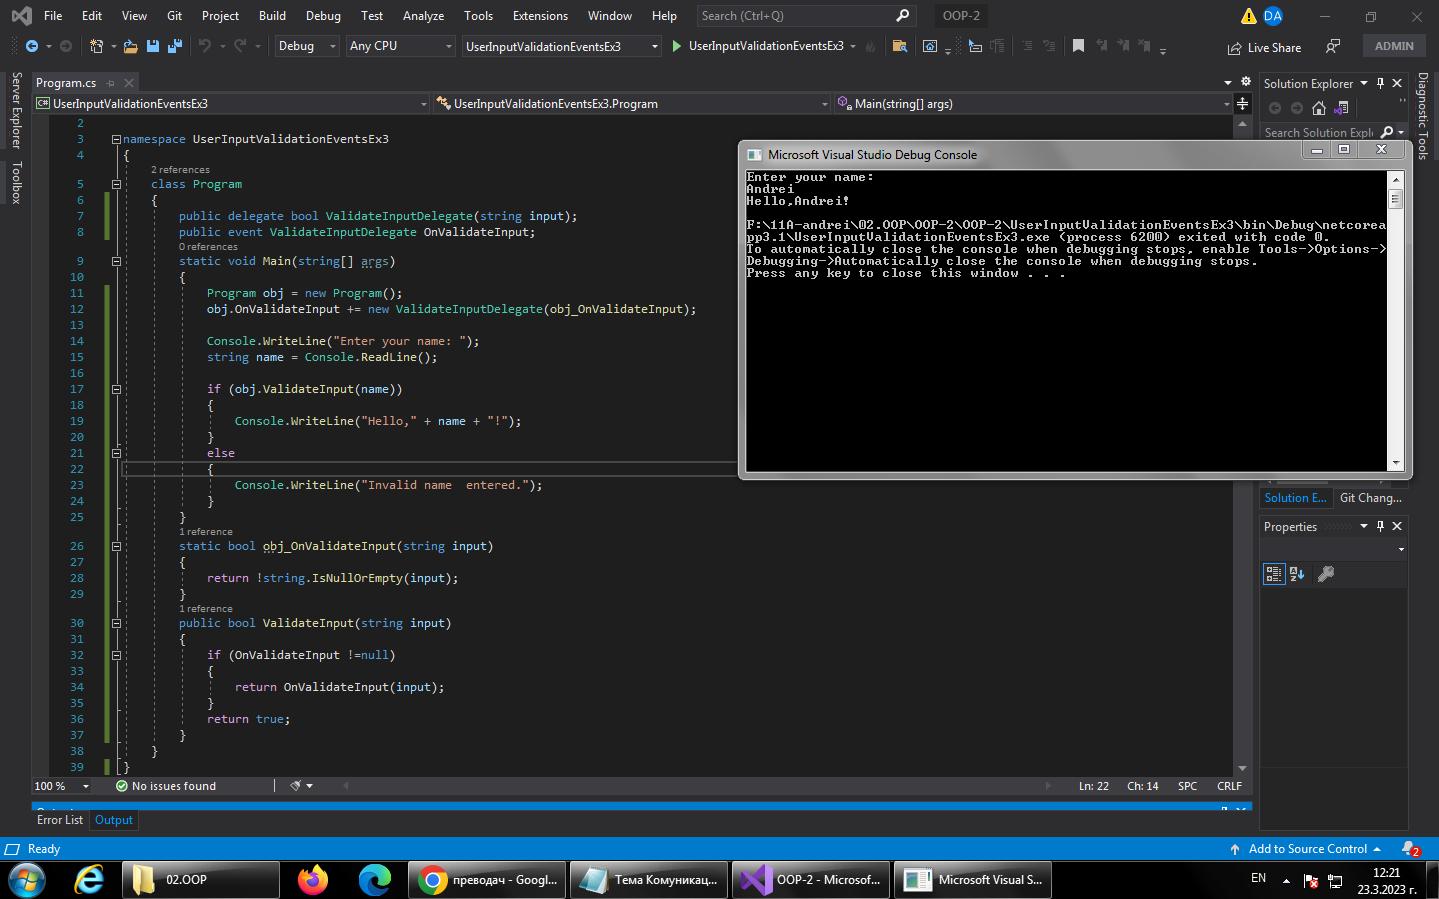 File Edit View Git Project Build Debug Test Analyze Tools Extensions Window Help Search (Ctrl+Q) OOP-2 DA
Debug Any CPU UserInputValidationEventsEx3 UserInputValidationEventsEx3 Live Share ADMIN
Server Explorer
Toolbox
Program.cs
UserInputValidationEventsEx3 UserInputValidationEventsEx3.Program Main(string[] args)
2
3 namespace UserInputValidationEventsEx3
4 {
2 references
5 class Program
6 {
7 public delegate bool ValidateInputDelegate(string input);
8 public event ValidateInputDelegate OnValidateInput;
0 references
9 static void Main(string[] args)
10 {
11 Program obj = new Program();
12 obj.OnValidateInput += new ValidateInputDelegate(obj_OnValidateInput);
13
14 Console.WriteLine("Enter your name: ");
15 string name = Console.ReadLine();
16
17 if (obj.ValidateInput(name))
18 {
19 Console.WriteLine("Hello," + name + "!");
20 }
21 else
22 {
23 Console.WriteLine("Invalid name  entered.");
24 }
25 }
1 reference
26 static bool obj_OnValidateInput(string input)
27 {
28 return !string.IsNullOrEmpty(input);
29 }
1 reference
30 public bool ValidateInput(string input)
31 {
32 if (OnValidateInput !=null)
33 {
34 return OnValidateInput(input);
35 }
36 return true;
37 }
38 }
39 }
100 % No issues found Ln: 22 Ch: 14 SPC CRLF
Error List Output
Microsoft Visual Studio Debug Console
Enter your name:
Andrei
Hello,Andrei!
F:\11A-andrei\02.OOP\OOP-2\OOP-2\UserInputValidationEventsEx3\bin\Debug\netcorea
pp3.1\UserInputValidationEventsEx3.exe (process 6200) exited with code 0.
To automatically close the console when debugging stops, enable Tools->Options->
Debugging->Automatically close the console when debugging stops.
Press any key to close this window . . .
Solution Explorer
Search Solution Expl
Solution E... Git Chang...
Properties
Diagnostic Tools
Ready Add to Source Control 2
02.OOP преводач - Googl... Тема Комуникац... OOP-2 - Microsof... Microsoft Visual S... EN 12:21
23.3.2023 г.